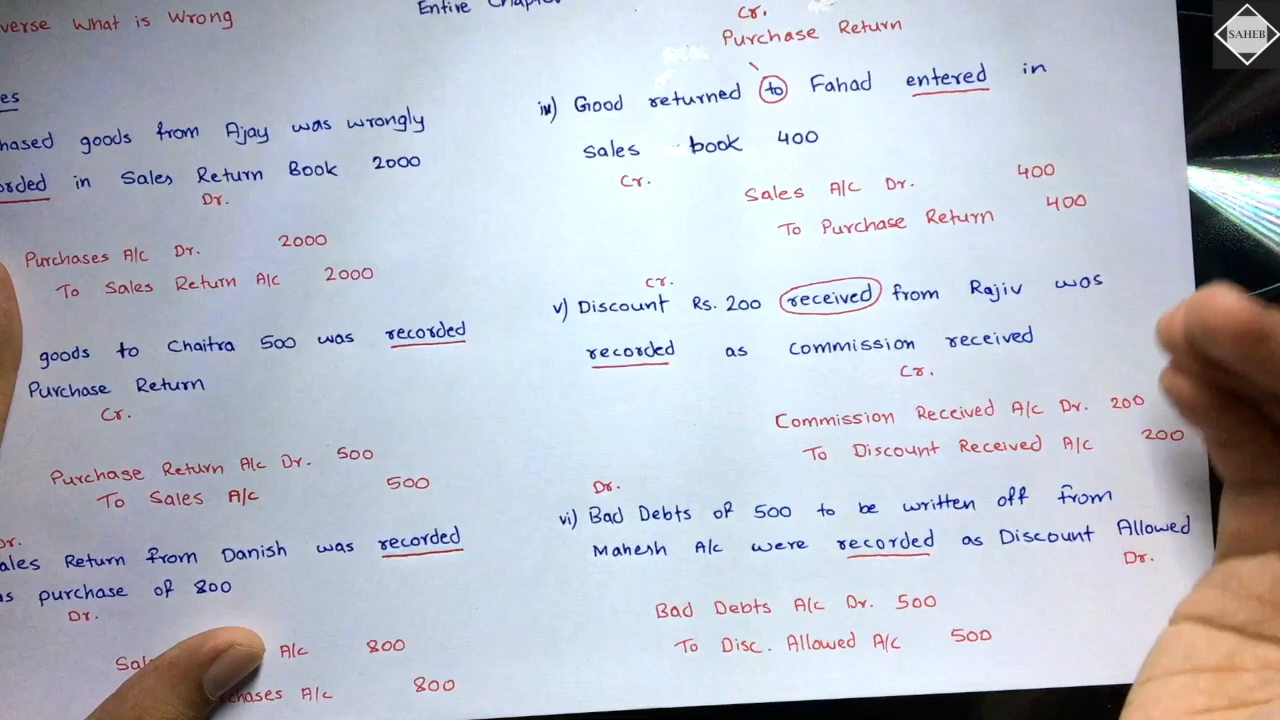 verse What is Wrong
Entire Chapter
es
hased goods from Ajay was wrongly
orded in Sales Return Book 2000
Dr.
Purchases A/c Dr. 2000
To Sales Return A/c 2000
goods to Chaitra 500 was recorded
Purchase Return
Cr.
Purchase Return A/c Dr. 500
To Sales A/c 500
Dr.
ales Return from Danish was recorded
as purchase of 800
Dr.
Sal A/c 800
chases A/c 800
Cr.
Purchase Return
iv) Good returned to Fahad entered in
sales book 400
Cr.
Sales A/c Dr. 400
To Purchase Return 400
Cr.
v) Discount Rs. 200 received from Rajiv was
recorded as commission received
Cr.
Commission Received A/c Dr. 200
To Discount Received A/c 200
Dr.
vi) Bad Debts of 500 to be written off from
Mahesh A/c were recorded as Discount Allowed
Dr.
Bad Debts A/c Dr. 500
To Disc. Allowed A/c 500
SAHEB